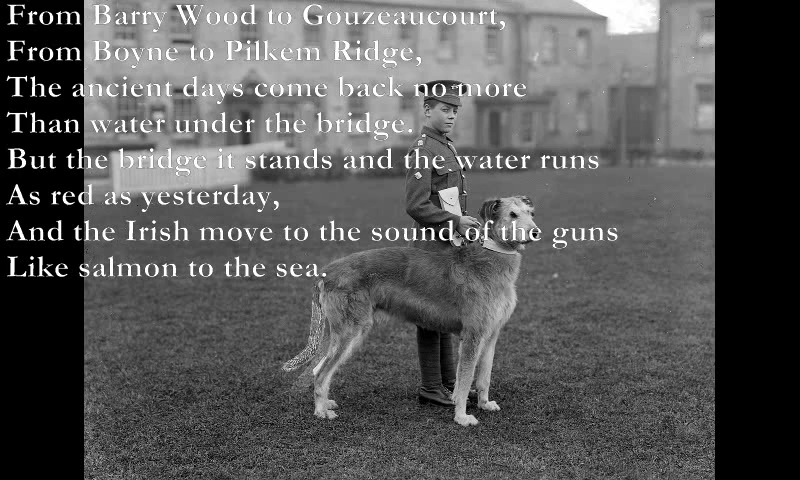 From Barry Wood to Gouzeaucourt,
From Boyne to Pilkem Ridge,
The ancient days come back no more
Than water under the bridge.
But the bridge it stands and the water runs
As red as yesterday,
And the Irish move to the sound of the guns
Like salmon to the sea.